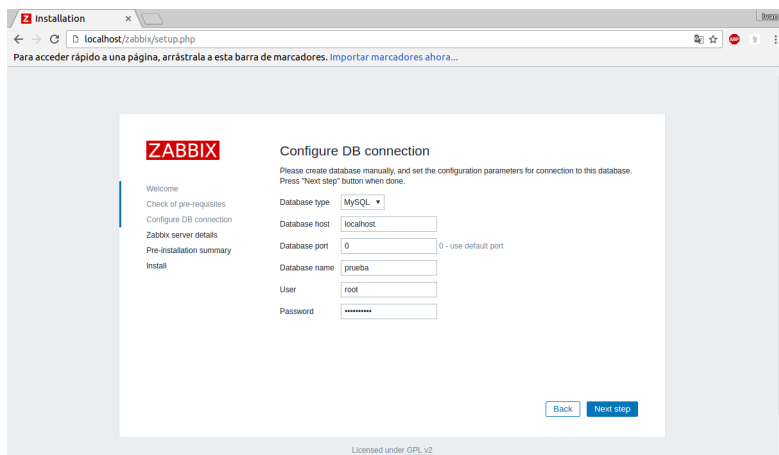 Z Installation
Ivan
localhost/zabbix/setup.php
ABP
9
Para acceder rápido a una página, arrástrala a esta barra de marcadores. Importar marcadores ahora...
ZABBIX
Welcome
Check of pre-requisites
Configure DB connection
Zabbix server details
Pre-installation summary
Install
Configure DB connection
Please create database manually, and set the configuration parameters for connection to this database.
Press "Next step" button when done.
Database type MySQL
Database host localhost
Database port 0 0 - use default port
Database name prueba
User root
Password ••••••••••
Back Next step
Licensed under GPL v2